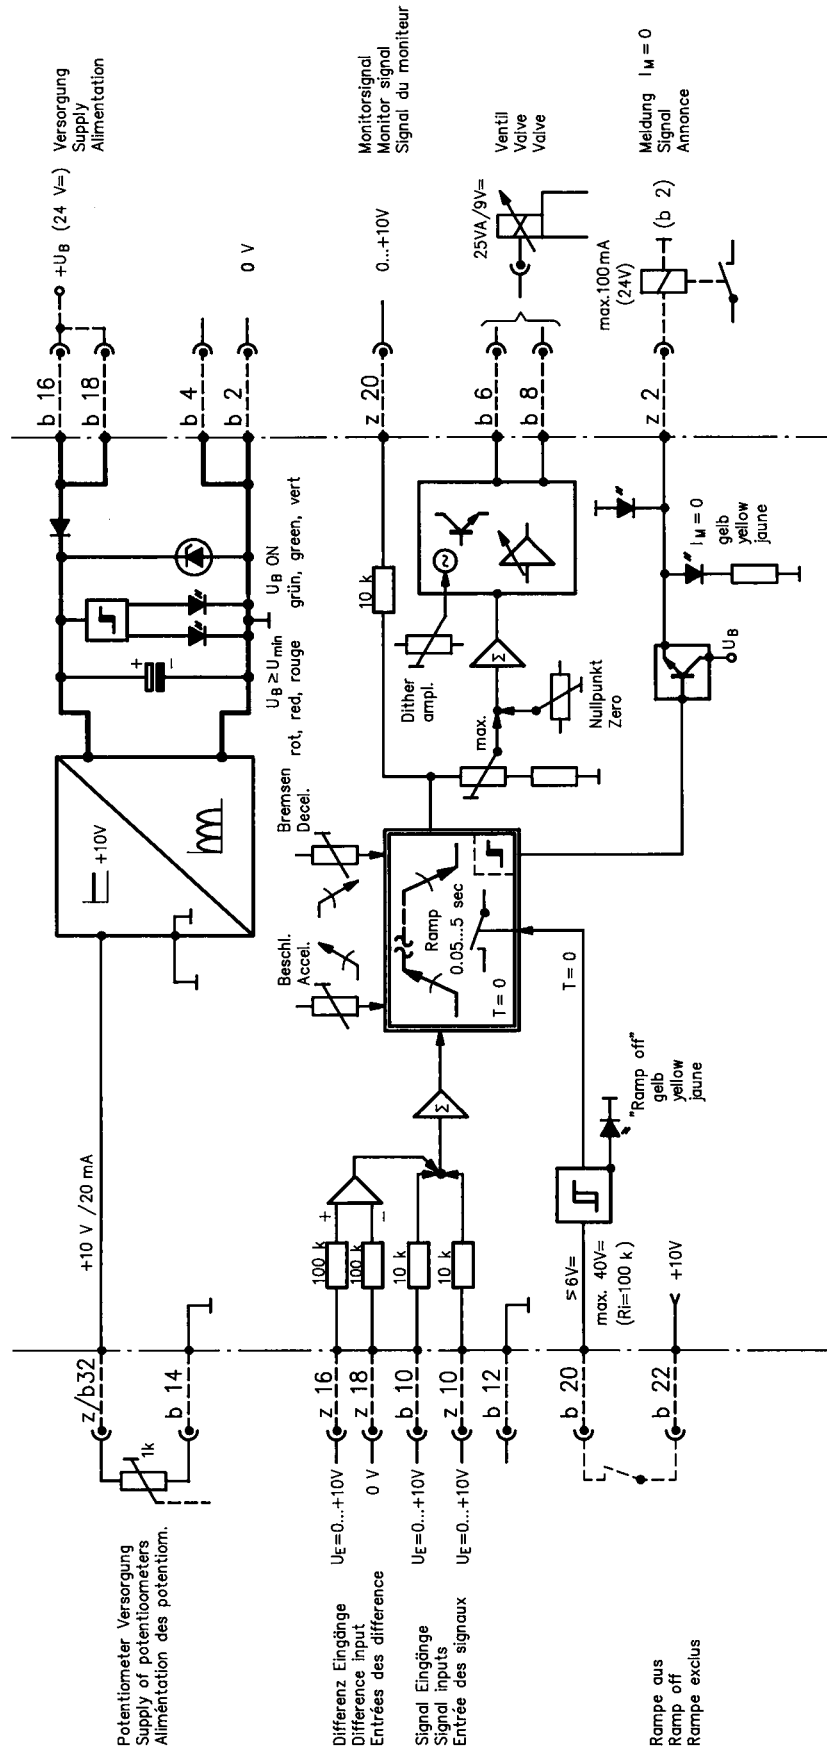 Potentiometer Versorgung
Supply of potentioometers
Aliméntation des potentiom.
1k
z/b32
b 14
+10 V /20 mA
+10V
+
−
U_B ≥ U_min
rot, red, rouge
U_B ON
grün, green, vert
b 16
b 18
b 4
b 2
+U_B (24 V=)
Versorgung
Supply
Alimentation
0 V
Differenz Eingänge
Difference input
Entrées des difference
U_E=0...+10V
0 V
z 16
z 18
100 k
100 k
+
−
Signal Eingänge
Signal inputs
Entrée des signaux
U_E=0...+10V
U_E=0...+10V
b 10
z 10
b 12
10 k
10 k
Σ
Beschl.
Accel.
Bremsen
Decel.
Ramp
0.05...5 sec
T=0
max.
Nullpunkt
Zero
Σ
Dither
ampl.
10 k
z 20
0...+10V
Monitorsignal
Monitor signal
Signal du moniteur
b 6
b 8
25VA/9V=
Ventil
Valve
Valve
Rampe aus
Ramp off
Rampe exclus
b 20
b 22
≤6V=
max. 40V=
(Ri=100 k)
+10V
"Ramp off"
gelb
yellow
jaune
T=0
U_B
I_M=0
gelb
yellow
jaune
z 2
max.100mA
(24V)
(b 2)
Meldung I_M=0
Signal
Annonce